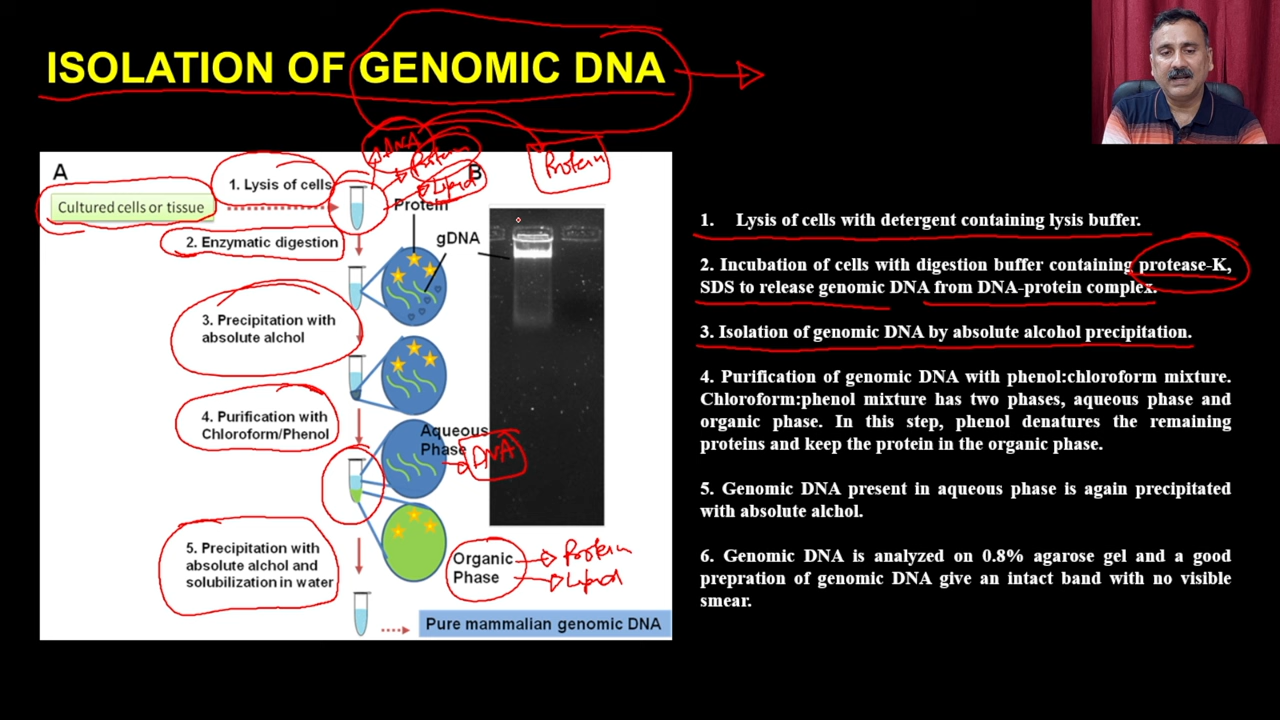 ISOLATION OF GENOMIC DNA
A
B
Cultured cells or tissue
1. Lysis of cells
DNA
Protein
Lipid
Protein
2. Enzymatic digestion
Protein
gDNA
3. Precipitation with
absolute alchol
4. Purification with
Chloroform/Phenol
Aqueous
Phase
DNA
5. Precipitation with
absolute alchol and
solubilization in water
Organic
Phase
Protein
Lipid
Pure mammalian genomic DNA
1. Lysis of cells with detergent containing lysis buffer.
2. Incubation of cells with digestion buffer containing protease-K,
SDS to release genomic DNA from DNA-protein complex.
3. Isolation of genomic DNA by absolute alcohol precipitation.
4. Purification of genomic DNA with phenol:chloroform mixture.
Chloroform:phenol mixture has two phases, aqueous phase and
organic phase. In this step, phenol denatures the remaining
proteins and keep the protein in the organic phase.
5. Genomic DNA present in aqueous phase is again precipitated
with absolute alchol.
6. Genomic DNA is analyzed on 0.8% agarose gel and a good
prepration of genomic DNA give an intact band with no visible
smear.